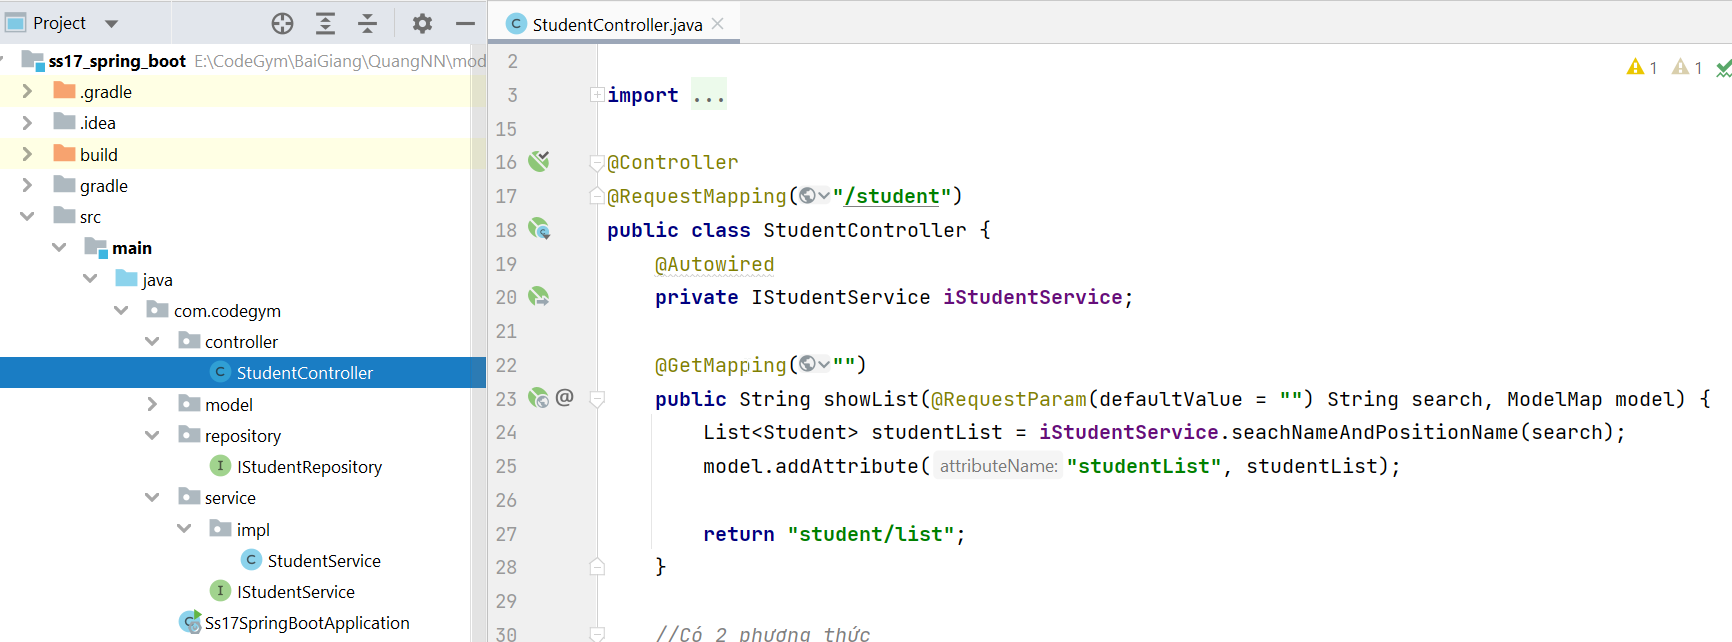 Project
StudentController.java
ss17_spring_boot E:\CodeGym\BaiGiang\QuangNN\mod
.gradle
.idea
build
gradle
src
main
java
com.codegym
controller
StudentController
model
repository
IStudentRepository
service
impl
StudentService
IStudentService
Ss17SpringBootApplication
1 1
2
3 import ...
15
16 @Controller
17 @RequestMapping("/student")
18 public class StudentController {
19 @Autowired
20 private IStudentService iStudentService;
21
22 @GetMapping("")
23 @ public String showList(@RequestParam(defaultValue = "") String search, ModelMap model) {
24 List<Student> studentList = iStudentService.seachNameAndPositionName(search);
25 model.addAttribute( attributeName: "studentList", studentList);
26
27 return "student/list";
28 }
29
30 //Có 2 phương thức